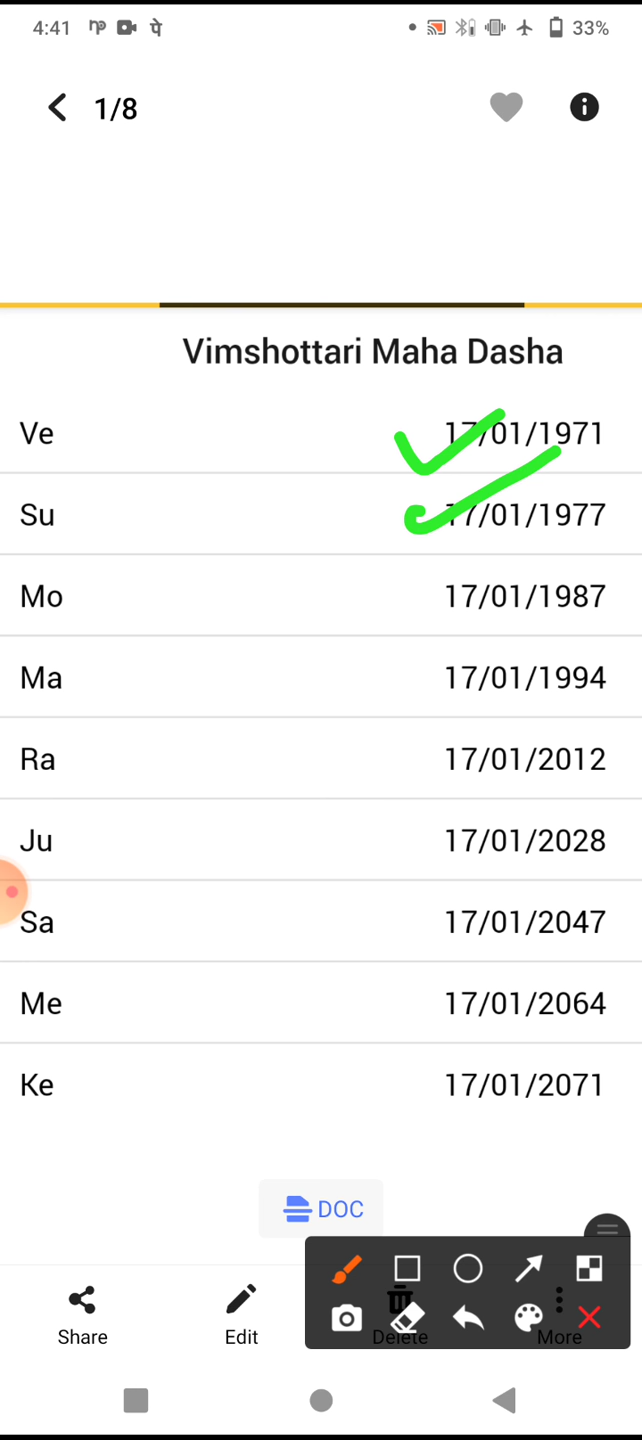 4:41 33%
1/8
Vimshottari Maha Dasha
Ve 17/01/1971
Su 17/01/1977
Mo 17/01/1987
Ma 17/01/1994
Ra 17/01/2012
Ju 17/01/2028
Sa 17/01/2047
Me 17/01/2064
Ke 17/01/2071
DOC
Share Edit Delete More